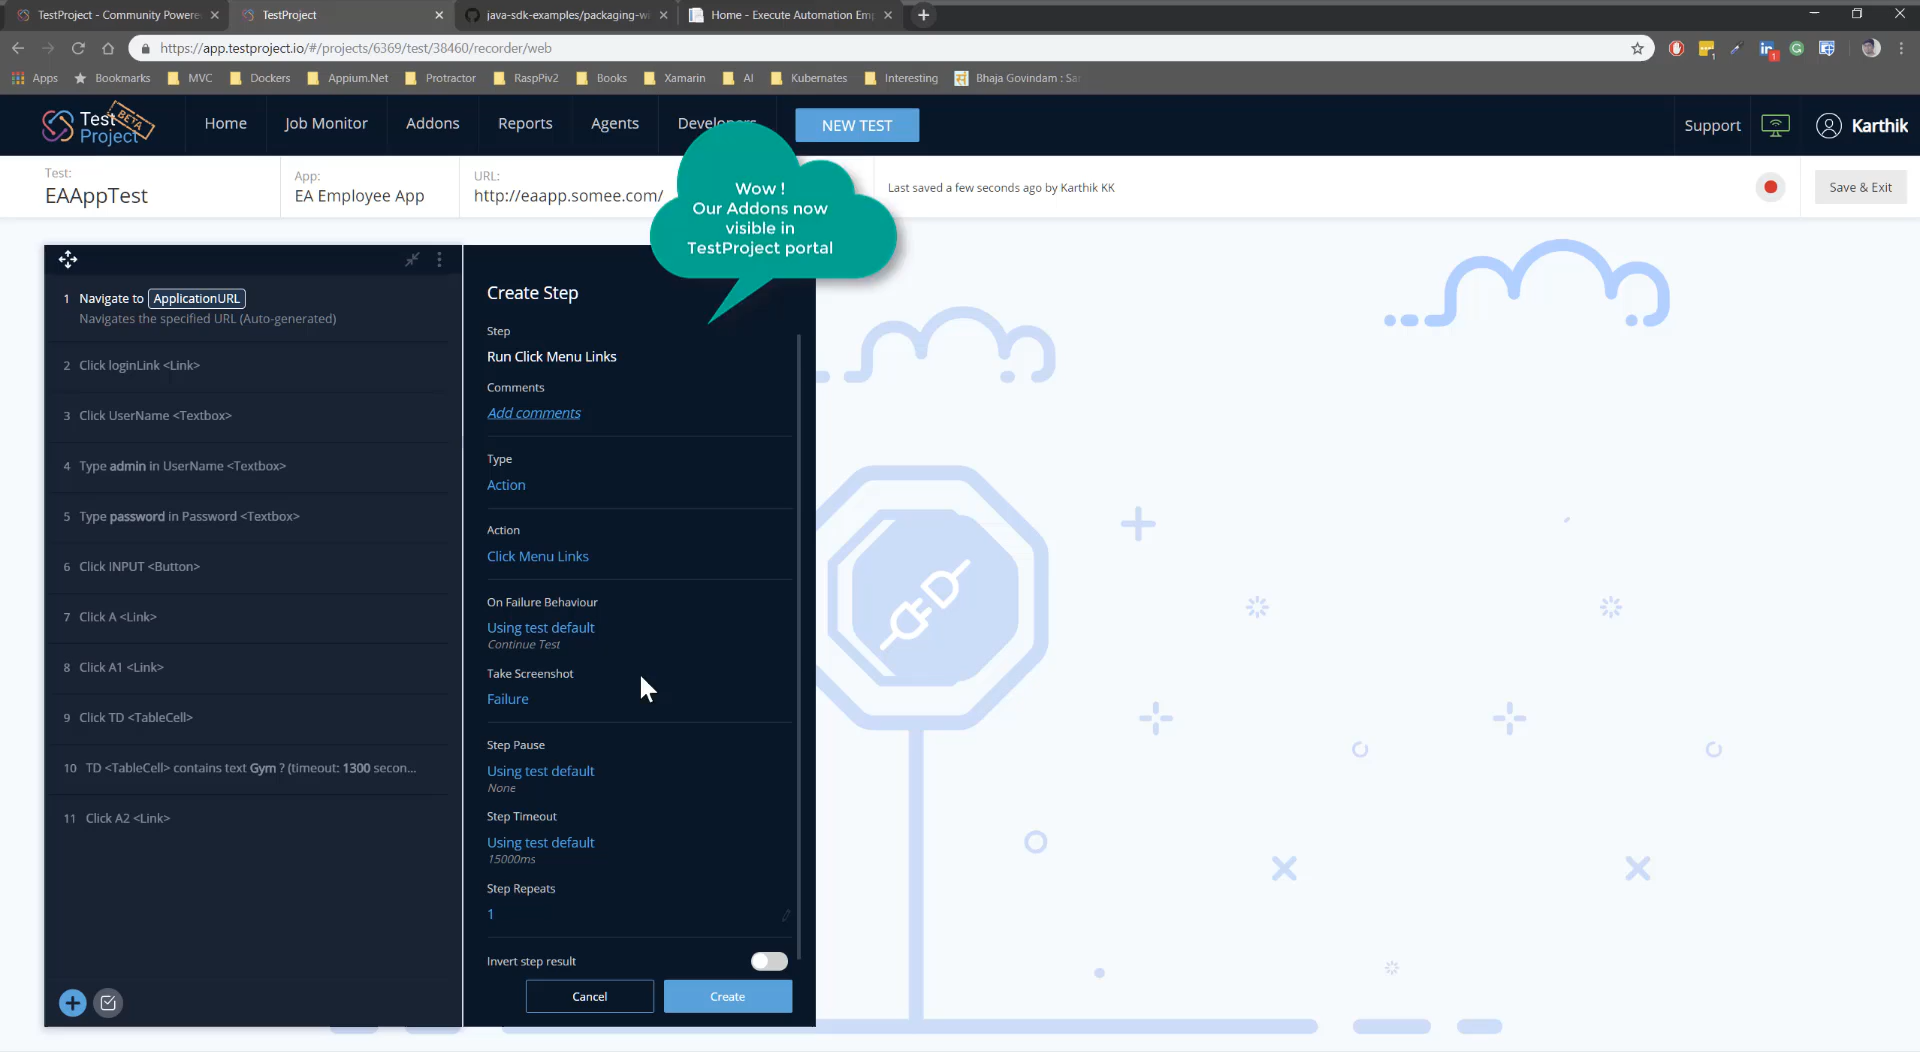 TestProject - Community Powere
TestProject
java-sdk-examples/packaging-wi
Home - Execute Automation Emp
https://app.testproject.io/#/projects/6369/test/38460/recorder/web
Apps
Bookmarks
MVC
Dockers
Appium.Net
Protractor
RaspPiv2
Books
Xamarin
AI
Kubernates
Interesting
Bhaja Govindam : Sa
Test
Project
BETA
Home
Job Monitor
Addons
Reports
Agents
Developers
NEW TEST
Support
Karthik
Test:
EAAppTest
App:
EA Employee App
URL:
http://eaapp.somee.com/
Last saved a few seconds ago by Karthik KK
Save & Exit
Wow !
Our Addons now
visible in
TestProject portal
1 Navigate to ApplicationURL
Navigates the specified URL (Auto-generated)
2 Click loginLink <Link>
3 Click UserName <Textbox>
4 Type admin in UserName <Textbox>
5 Type password in Password <Textbox>
6 Click INPUT <Button>
7 Click A <Link>
8 Click A1 <Link>
9 Click TD <TableCell>
10 TD <TableCell> contains text Gym ? (timeout: 1300 secon...
11 Click A2 <Link>
Create Step
Step
Run Click Menu Links
Comments
Add comments
Type
Action
Action
Click Menu Links
On Failure Behaviour
Using test default
Continue Test
Take Screenshot
Failure
Step Pause
Using test default
None
Step Timeout
Using test default
15000ms
Step Repeats
1
Invert step result
Cancel
Create